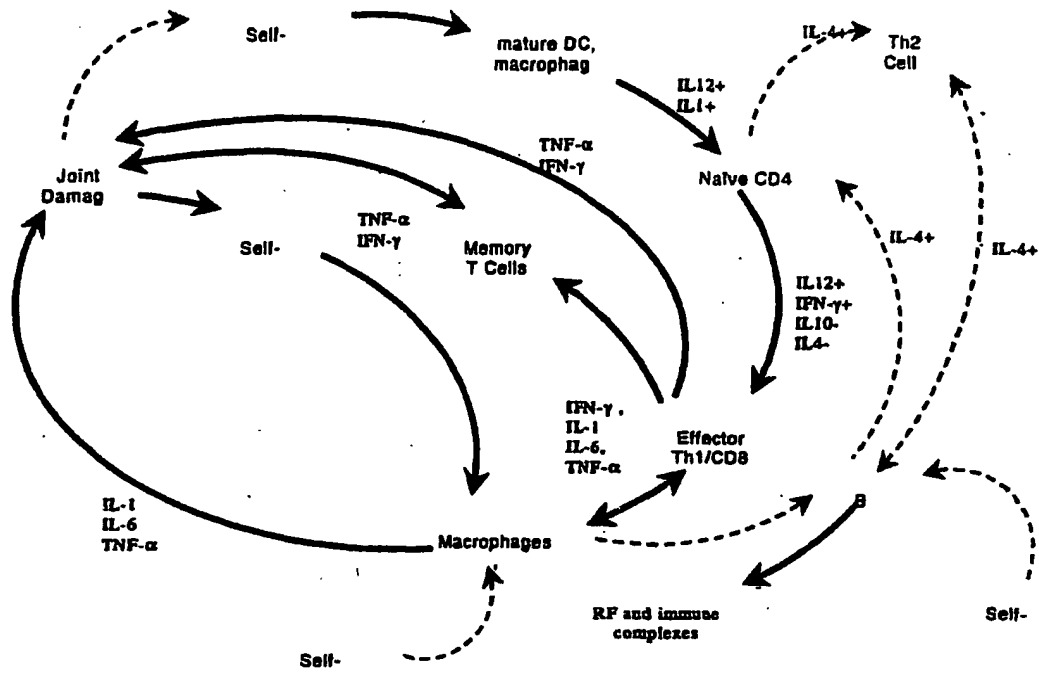 Self-
mature DC,
macrophag
IL-4+
Th2
Cell
IL12+
IL1+
TNF-α
IFN-γ
Joint
Damag
Naïve CD4
Self-
TNF-α
IFN-γ
Memory
T Cells
IL-4+
IL-4+
IL12+
IFN-γ+
IL10-
IL4-
IFN-γ,
IL-1
IL-6,
TNF-α
Effector
Th1/CD8
IL-1
IL-6
TNF-α
Macrophages
B
RF and immune
complexes
Self-
Self-